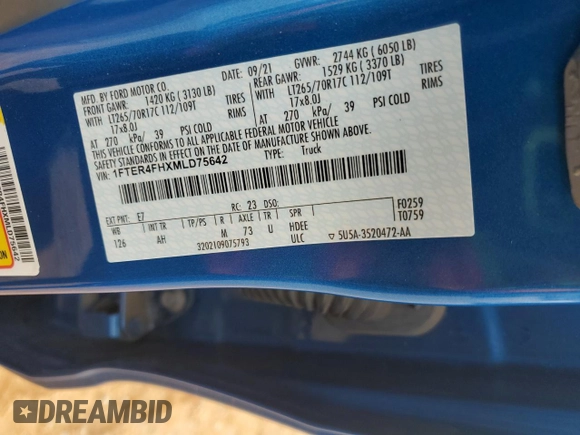 MFD. BY FORD MOTOR CO.
DATE: 09/21 GVWR: 2744 KG ( 6050 LB)
FRONT GAWR: 1420 KG ( 3130 LB) REAR GAWR: 1529 KG ( 3370 LB)
WITH LT265/70R17C 112/109T TIRES WITH LT265/70R17C 112/109T TIRES
17x8.0J RIMS 17x8.0J RIMS
AT 270 kPa/ 39 PSI COLD AT 270 kPa/ 39 PSI COLD
THIS VEHICLE CONFORMS TO ALL APPLICABLE FEDERAL MOTOR VEHICLE
SAFETY STANDARDS IN EFFECT ON THE DATE OF MANUFACTURE SHOWN ABOVE.
VIN: 1FTER4FHXMLD75642
TYPE: Truck
F0259
T0759
EXT PNT: E7 RC: 23 DSO:
WB INT TR TP/PS R AXLE TR SPR
126 AH M 73 U HDEE
ULC
5U5A-3520472-AA
3202109075793
DREAMBID